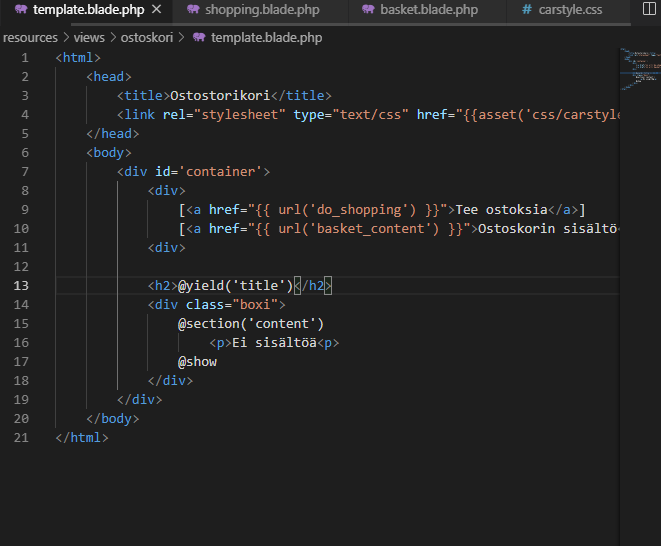 template.blade.php
shopping.blade.php
basket.blade.php
# carstyle.css
resources > views > ostoskori > template.blade.php
1 <html>
2 <head>
3 <title>Ostostorikori</title>
4 <link rel="stylesheet" type="text/css" href="{{asset('css/carstyle
5 </head>
6 <body>
7 <div id='container'>
8 <div>
9 [<a href="{{ url('do_shopping') }}">Tee ostoksia</a>]
10 [<a href="{{ url('basket_content') }}">Ostoskorin sisältö<
11 <div>
12
13 <h2>@yield('title')</h2>
14 <div class="boxi">
15 @section('content')
16 <p>Ei sisältöä<p>
17 @show
18 </div>
19 </div>
20 </body>
21 </html>